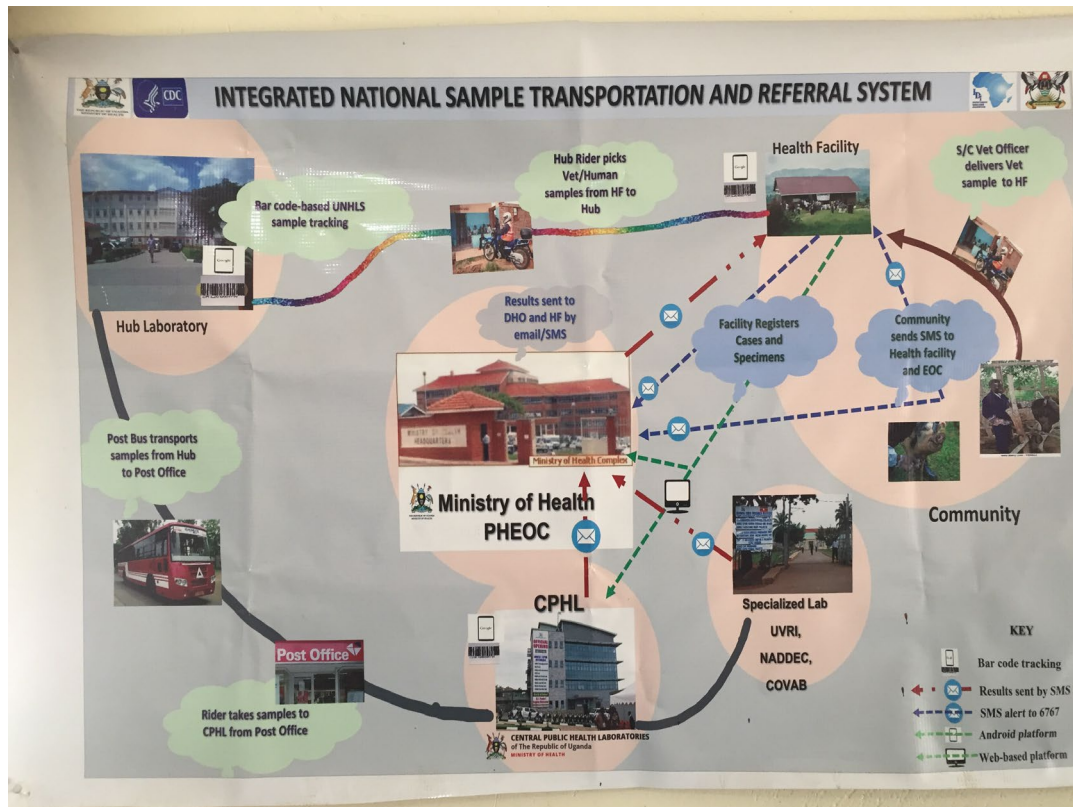 CDC
INTEGRATED NATIONAL SAMPLE TRANSPORTATION AND REFERRAL SYSTEM
Health Facility
S/C Vet Officer
delivers Vet
sample to HF
Hub Rider picks
Vet/Human
samples from HF to
Hub
Bar code-based UNHLS
sample tracking
Hub Laboratory
Results sent to
DHO and HF by
email/SMS
Facility Registers
Cases and
Specimens
Community
sends SMS to
Health facility
and EOC
MINISTRY OF HEALTH
HEADQUARTERS
Ministry of Health Complex
Post Bus transports
samples from Hub
to Post Office
Ministry of Health
PHEOC
Community
CPHL
Specialized Lab
UVRI,
NADDEC,
COVAB
Post Office
Rider takes samples to
CPHL from Post Office
CENTRAL PUBLIC HEALTH LABORATORIES
of The Republic of Uganda
MINISTRY OF HEALTH
KEY
Bar code tracking
Results sent by SMS
SMS alert to 6767
Android platform
Web-based platform